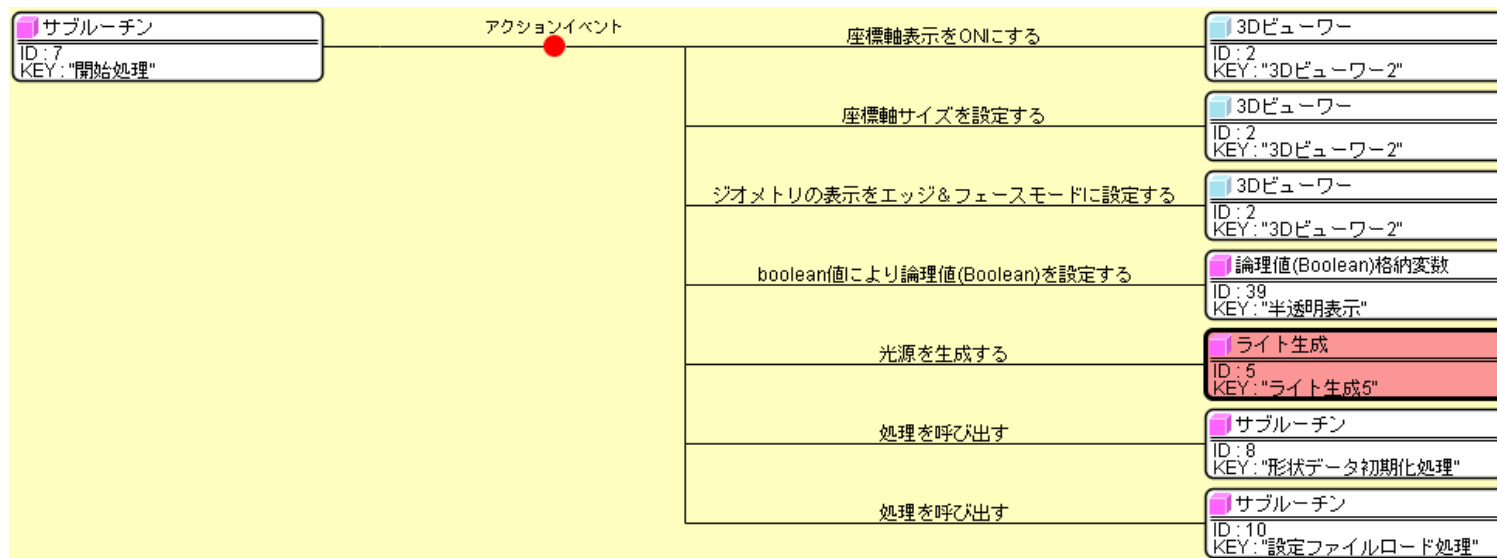 サブルーチン
ID:7
KEY:"開始処理"
アクションイベント
座標軸表示をONにする
3Dビューワー
ID:2
KEY:"3Dビューワー2"
座標軸サイズを設定する
3Dビューワー
ID:2
KEY:"3Dビューワー2"
ジオメトリの表示をエッジ&フェースモードに設定する
3Dビューワー
ID:2
KEY:"3Dビューワー2"
boolean値により論理値(Boolean)を設定する
論理値(Boolean)格納変数
ID:39
KEY:"半透明表示"
光源を生成する
ライト生成
ID:5
KEY:"ライト生成5"
処理を呼び出す
サブルーチン
ID:8
KEY:"形状データ初期化処理"
処理を呼び出す
サブルーチン
ID:10
KEY:"設定ファイルロード処理"